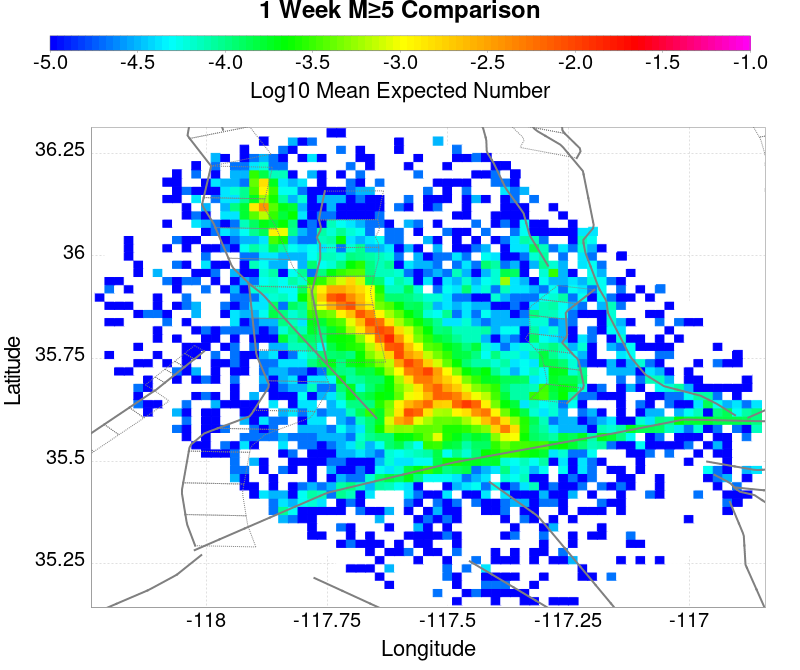 1 Week M≥5 Comparison
-5.0 -4.5 -4.0 -3.5 -3.0 -2.5 -2.0 -1.5 -1.0
Log10 Mean Expected Number
36.25
36
35.75
35.5
35.25
Latitude
-118 -117.75 -117.5 -117.25 -117
Longitude